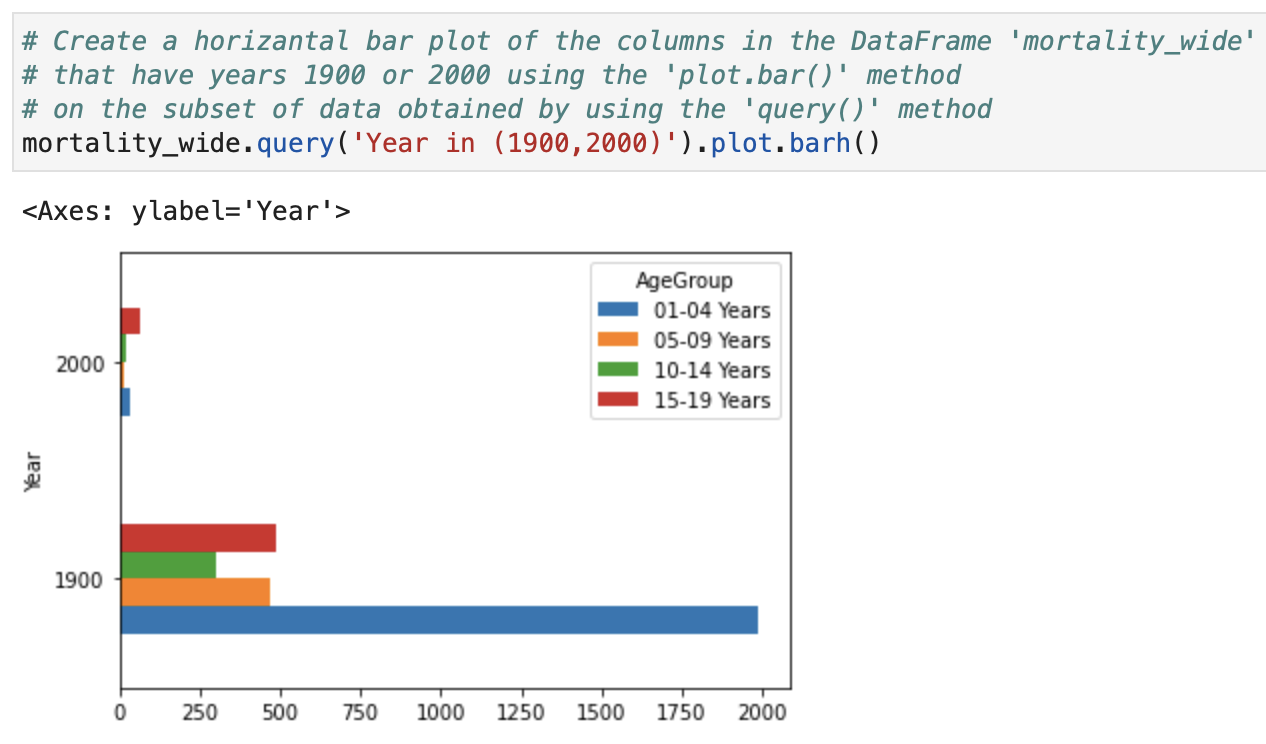 # Create a horizantal bar plot of the columns in the DataFrame 'mortality_wide'
# that have years 1900 or 2000 using the 'plot.bar()' method
# on the subset of data obtained by using the 'query()' method
mortality_wide.query('Year in (1900,2000)').plot.barh()
<Axes: ylabel='Year'>
AgeGroup
01-04 Years
05-09 Years
10-14 Years
15-19 Years
2000
Year
1900
0 250 500 750 1000 1250 1500 1750 2000